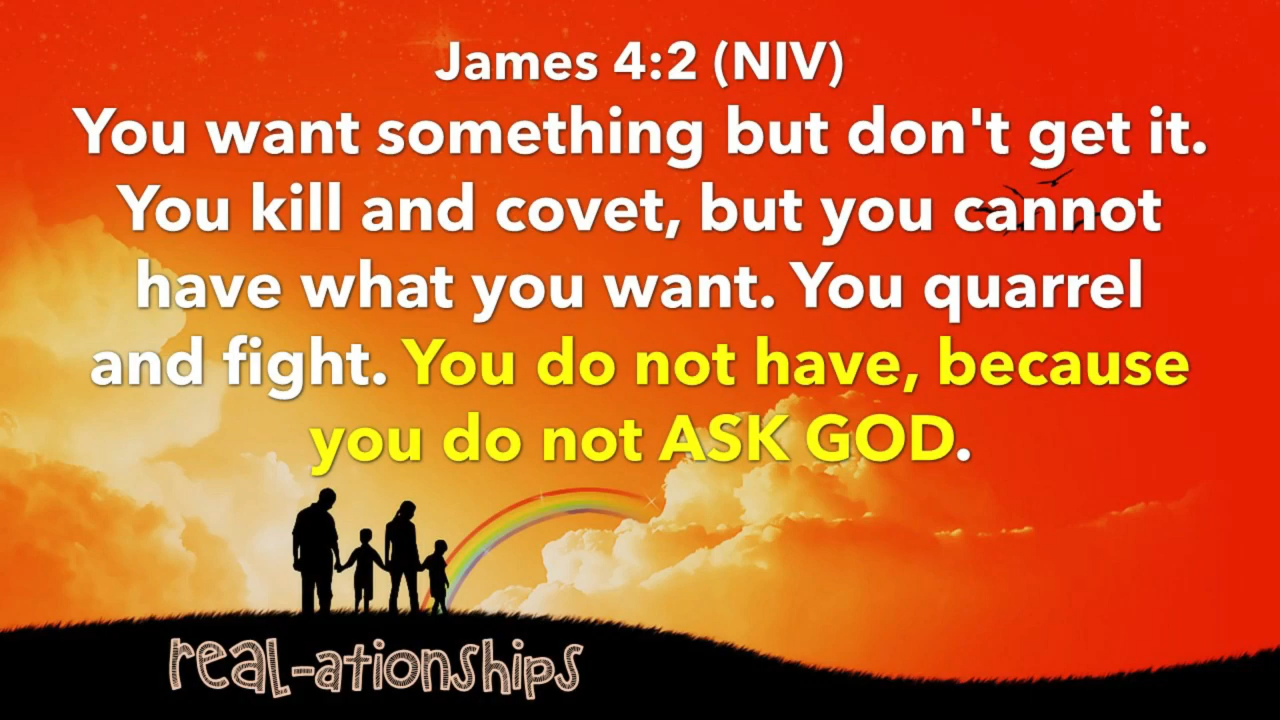 James 4:2 (NIV)
You want something but don't get it.
You kill and covet, but you cannot
have what you want. You quarrel
and fight. You do not have, because
you do not ASK GOD.
real-ationships